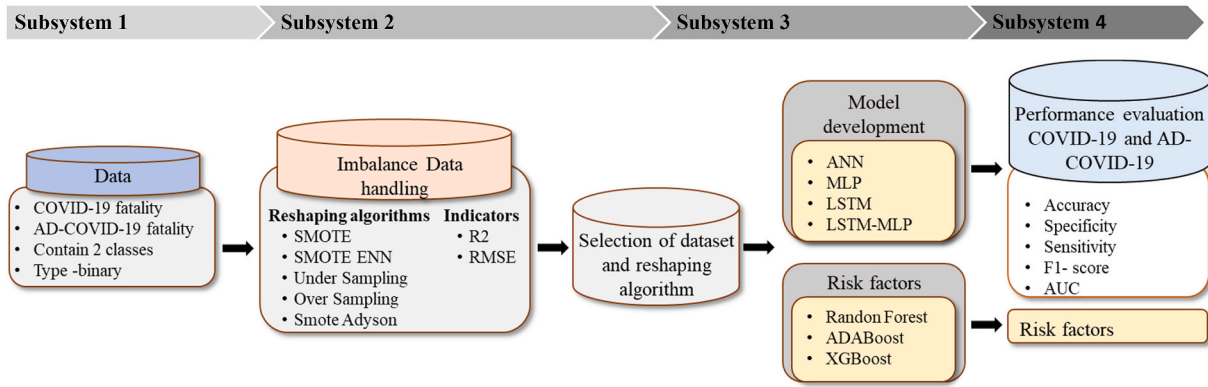 Subsystem 1
Subsystem 2
Subsystem 3
Subsystem 4
Data
• COVID-19 fatality
• AD-COVID-19 fatality
• Contain 2 classes
• Type -binary
Imbalance Data
handling
Reshaping algorithms
• SMOTE
• SMOTE ENN
• Under Sampling
• Over Sampling
• Smote Adyson
Indicators
• R2
• RMSE
Selection of dataset
and reshaping
algorithm
Model
development
• ANN
• MLP
• LSTM
• LSTM-MLP
Risk factors
• Randon Forest
• ADABoost
• XGBoost
Performance evaluation
COVID-19 and AD-
COVID-19
• Accuracy
• Specificity
• Sensitivity
• F1- score
• AUC
Risk factors